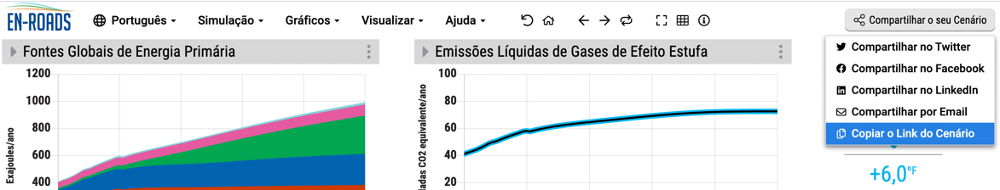 EN-ROADS
Português
Simulação
Gráficos
Visualizar
Ajuda
Compartilhar o seu Cenário
Compartilhar no Twitter
Compartilhar no Facebook
Compartilhar no LinkedIn
Compartilhar por Email
Copiar o Link do Cenário
+6,0°F
Fontes Globais de Energia Primária
1200
1000
800
600
400
Exajoules/ano
Emissões Líquidas de Gases de Efeito Estufa
100
80
60
40
20
CO2 equivalente/ano